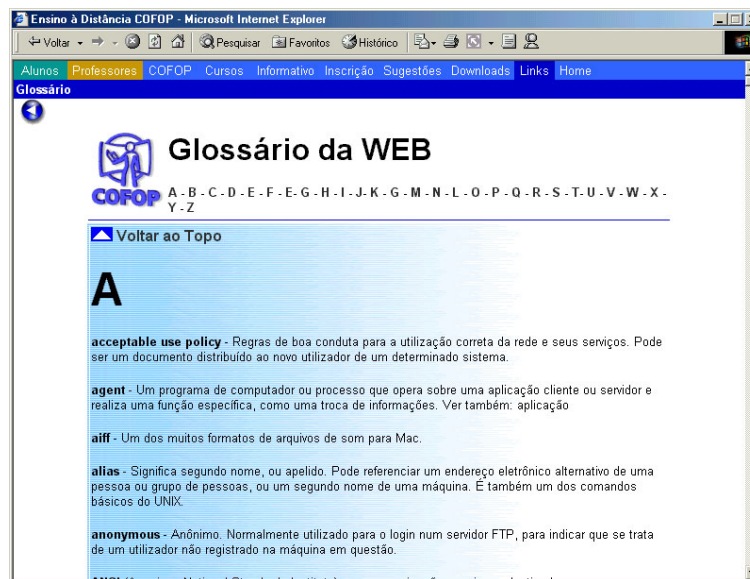 Ensino à Distância COFOP - Microsoft Internet Explorer
Voltar Pesquisar Favoritos Histórico
Alunos Professores COFOP Cursos Informativo Inscrição Sugestões Downloads Links Home
Glossário
Glossário da WEB
COFOP
A - B - C - D - E - F - E - G - H - I - J - K - G - M - N - L - O - P - Q - R - S - T - U - V - W - X -
Y - Z
Voltar ao Topo
A
acceptable use policy - Regras de boa conduta para a utilização correta da rede e seus serviços. Pode
ser um documento distribuído ao novo utilizador de um determinado sistema.
agent - Um programa de computador ou processo que opera sobre uma aplicação cliente ou servidor e
realiza uma função específica, como uma troca de informações. Ver também: aplicação
aiff - Um dos muitos formatos de arquivos de som para Mac.
alias - Significa segundo nome, ou apelido. Pode referenciar um endereço eletrônico alternativo de uma
pessoa ou grupo de pessoas, ou um segundo nome de uma máquina. É também um dos comandos
básicos do UNIX.
anonymous - Anônimo. Normalmente utilizado para o login num servidor FTP, para indicar que se trata
de um utilizador não registrado na máquina em questão.